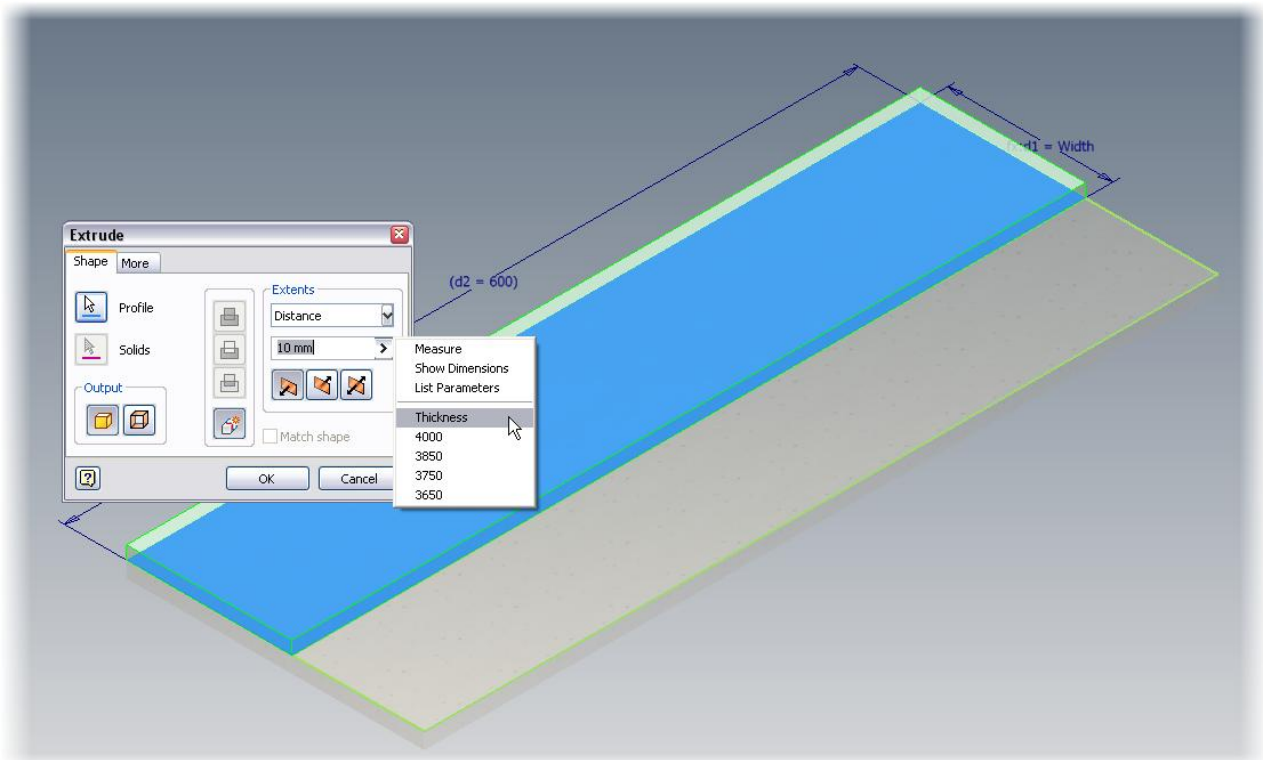 = Width
(d2 = 600)
Extrude
Shape
More
Profile
Solids
Output
Extents
Distance
10 mm
Match shape
OK
Cancel
Measure
Show Dimensions
List Parameters
Thickness
4000
3850
3750
3650